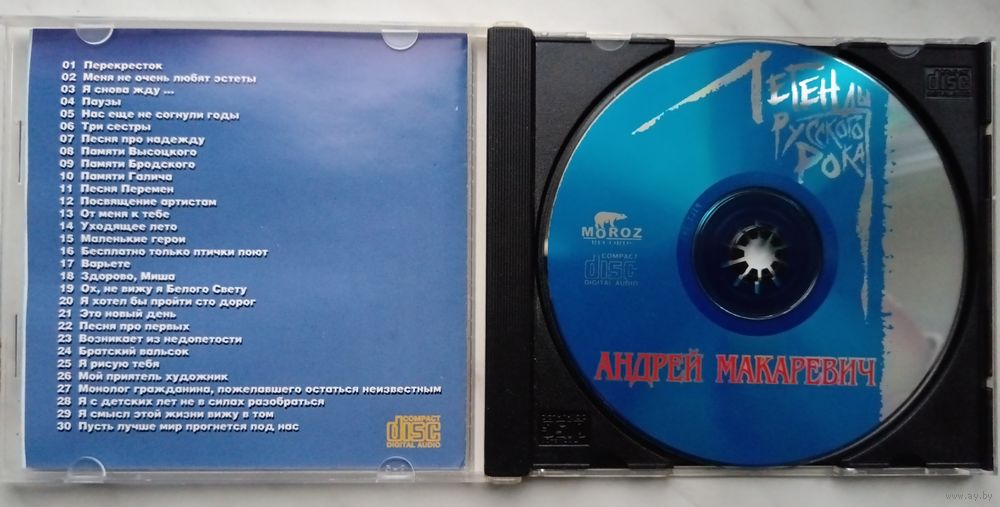 01 Перекресток
02 Меня не очень любят эстеты
03 Я снова жду ...
04 Паузы
05 Нас еще не согнули годы
06 Три сестры
07 Песня про надежду
08 Памяти Высоцкого
09 Памяти Бродского
10 Памяти Галича
11 Песня Перемен
12 Посвящение артистам
13 От меня к тебе
14 Уходящее лето
15 Маленькие герои
16 Бесплатно только птички поют
17 Варьете
18 Здорово, Миша
19 Ох, не вижу я Белого Свету
20 Я хотел бы пройти сто дорог
21 Это новый день
22 Песня про первых
23 Возникает из недопетости
24 Братский вальсок
25 Я рисую тебя
26 Мой приятель художник
27 Монолог гражданина, пожелавшего остаться неизвестным
28 Я с детских лет не в силах разобраться
29 Я смысл этой жизни вижу в том
30 Пусть лучше мир прогнется под нас
COMPACT
disc
DIGITAL AUDIO
ЛЕГЕНДЫ
РУССКОГО
РОКА
MOROZ
RECORDS
COMPACT
disc
DIGITAL AUDIO
АНДРЕЙ МАКАРЕВИЧ
disc
www.ay.by